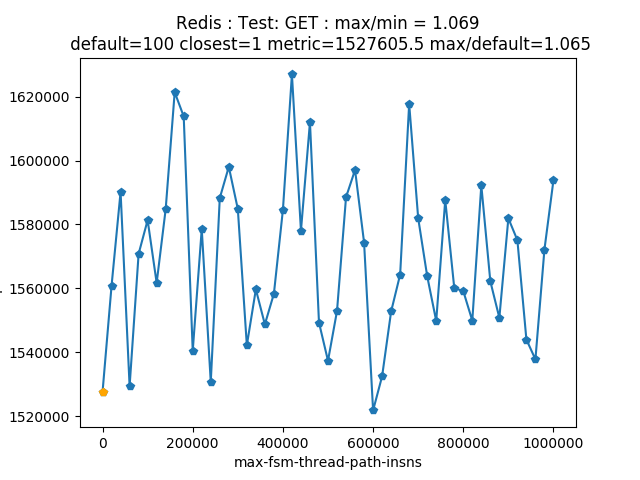 Redis : Test: GET : max/min = 1.069
default=100 closest=1 metric=1527605.5 max/default=1.065
1620000
1600000
1580000
1560000
1540000
1520000
0 200000 400000 600000 800000 1000000
max-fsm-thread-path-insns